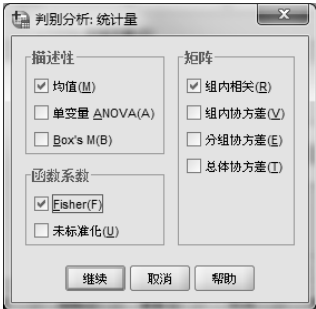 判别分析: 统计量
描述性
均值(M)
单变量 ANOVA(A)
Box's M(B)
函数系数
Fisher(F)
未标准化(U)
矩阵
组内相关(R)
组内协方差(V)
分组协方差(E)
总体协方差(T)
继续
取消
帮助